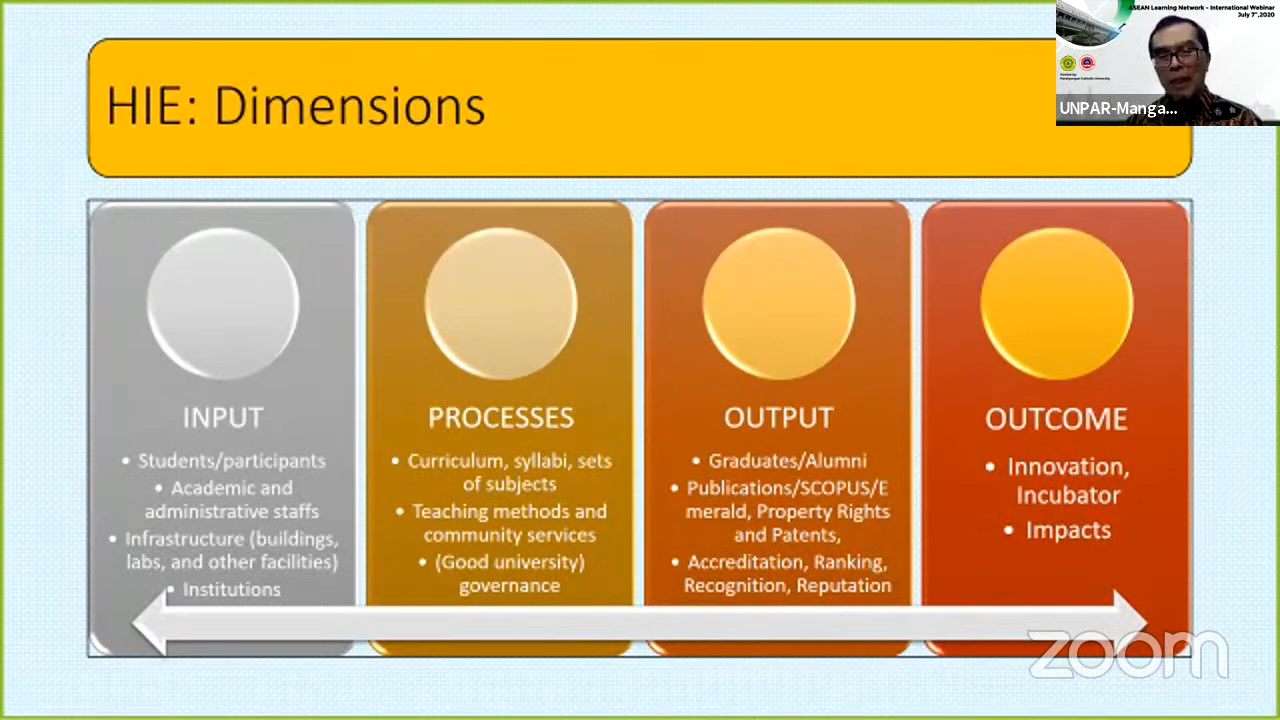 ASEAN Learning Network - International Webinar
July 7th,2020
Hosted by:
Parahyangan Catholic University
UNPAR-Manga...
HIE: Dimensions
INPUT
• Students/participants
• Academic and
administrative staffs
• Infrastructure (buildings,
labs, and other facilities)
• Institutions
PROCESSES
• Curriculum, syllabi, sets
of subjects
• Teaching methods and
community services
• (Good university)
governance
OUTPUT
• Graduates/Alumni
• Publications/SCOPUS/E
merald, Property Rights
and Patents,
• Accreditation, Ranking,
Recognition, Reputation
OUTCOME
• Innovation,
Incubator
• Impacts
zoom